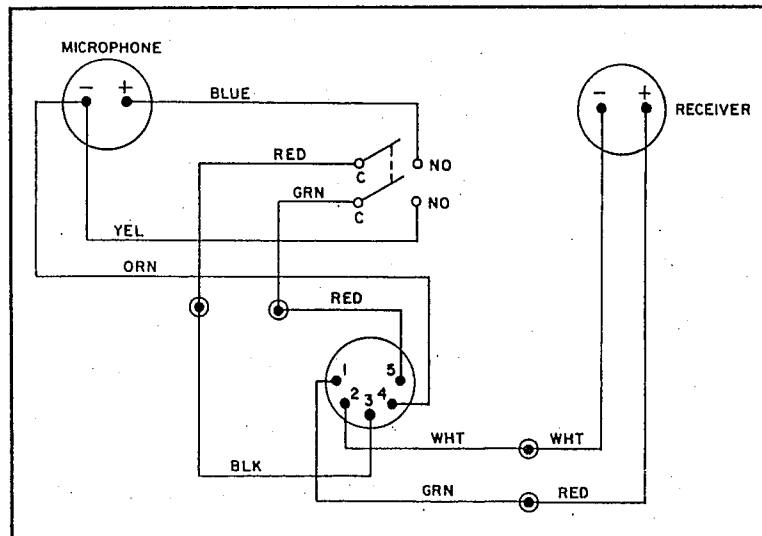 MICROPHONE
- +
BLUE
- +
RECEIVER
RED
C
NO
GRN
C
NO
YEL
ORN
RED
1 5
2 3 4
WHT WHT
BLK
GRN RED